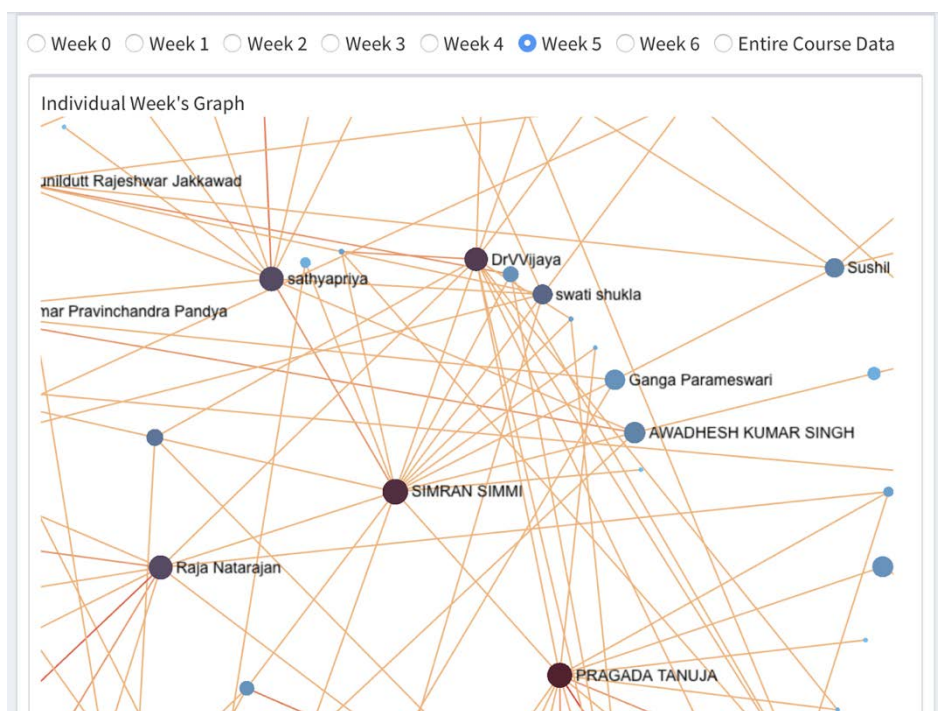 Week 0 Week 1 Week 2 Week 3 Week 4 Week 5 Week 6 Entire Course Data
Individual Week's Graph
unildutt Rajeshwar Jakkawad
DrVVijaya
Sushil
sathyapriya
swati shukla
mar Pravinchandra Pandya
Ganga Parameswari
AWADHESH KUMAR SINGH
SIMRAN SIMMI
Raja Natarajan
PRAGADA TANUJA